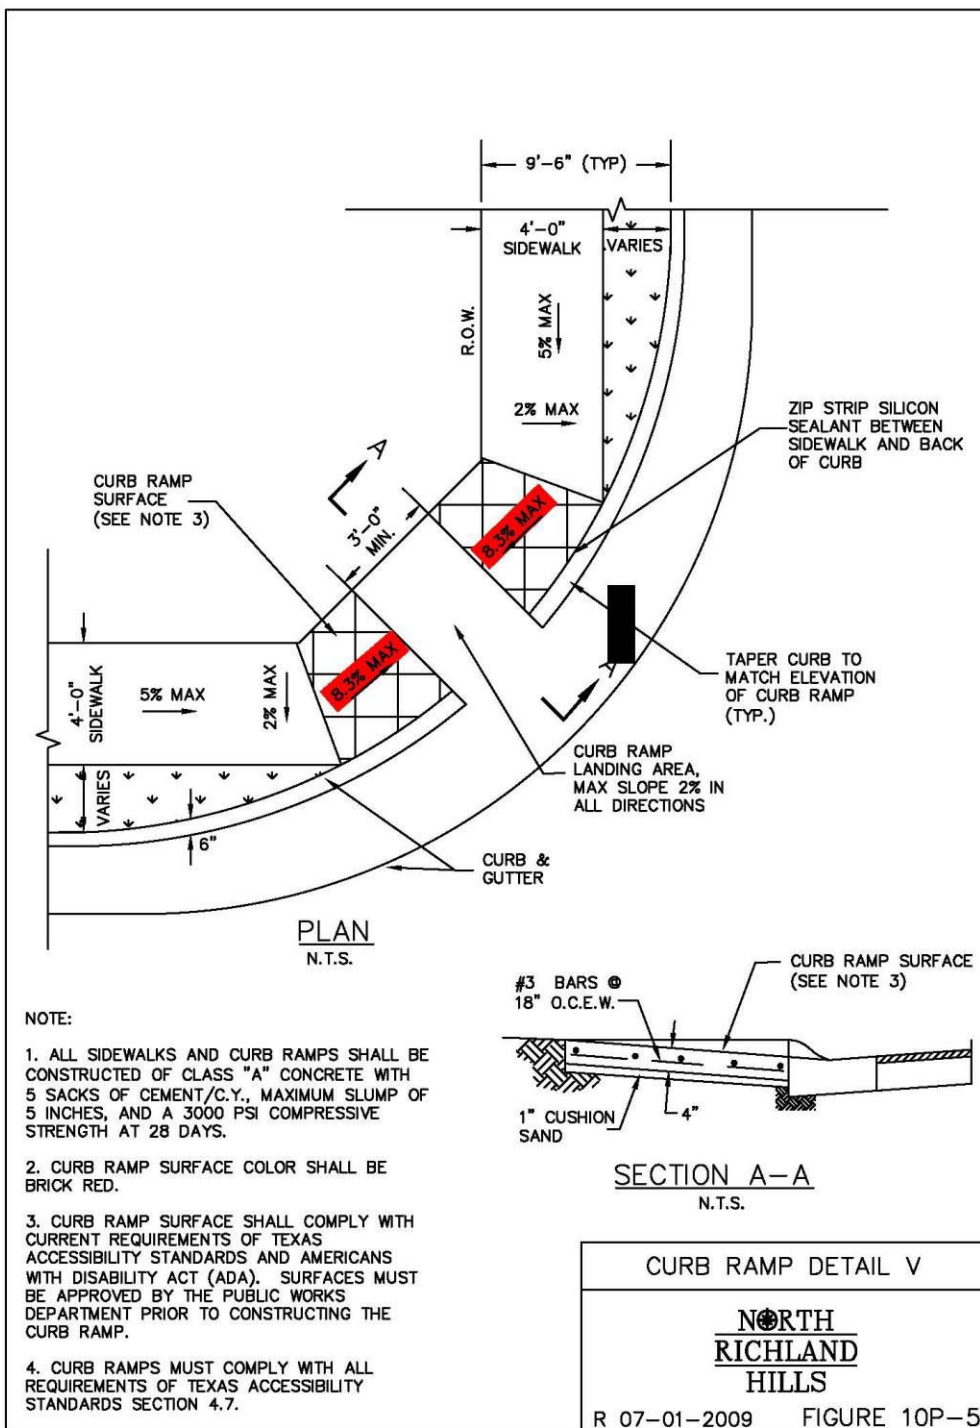 9'-6" (TYP)
4'-0"
SIDEWALK
VARIES
R.O.W.
5% MAX
2% MAX
ZIP STRIP SILICON
SEALANT BETWEEN
SIDEWALK AND BACK
OF CURB
A
CURB RAMP
SURFACE
(SEE NOTE 3)
3'-0"
MIN.
8.3% MAX
8.3% MAX
4'-0"
SIDEWALK
5% MAX
2% MAX
VARIES
6"
A
TAPER CURB TO
MATCH ELEVATION
OF CURB RAMP
(TYP.)
CURB RAMP
LANDING AREA,
MAX SLOPE 2% IN
ALL DIRECTIONS
CURB &
GUTTER
PLAN
N.T.S.
#3 BARS @
18" O.C.E.W.
CURB RAMP SURFACE
(SEE NOTE 3)
1" CUSHION
SAND
4"
SECTION A-A
N.T.S.
NOTE:
1. ALL SIDEWALKS AND CURB RAMPS SHALL BE
CONSTRUCTED OF CLASS "A" CONCRETE WITH
5 SACKS OF CEMENT/C.Y., MAXIMUM SLUMP OF
5 INCHES, AND A 3000 PSI COMPRESSIVE
STRENGTH AT 28 DAYS.
2. CURB RAMP SURFACE COLOR SHALL BE
BRICK RED.
3. CURB RAMP SURFACE SHALL COMPLY WITH
CURRENT REQUIREMENTS OF TEXAS
ACCESSIBILITY STANDARDS AND AMERICANS
WITH DISABILITY ACT (ADA). SURFACES MUST
BE APPROVED BY THE PUBLIC WORKS
DEPARTMENT PRIOR TO CONSTRUCTING THE
CURB RAMP.
4. CURB RAMPS MUST COMPLY WITH ALL
REQUIREMENTS OF TEXAS ACCESSIBILITY
STANDARDS SECTION 4.7.
CURB RAMP DETAIL V
NORTH
RICHLAND
HILLS
R 07-01-2009 FIGURE 10P-5